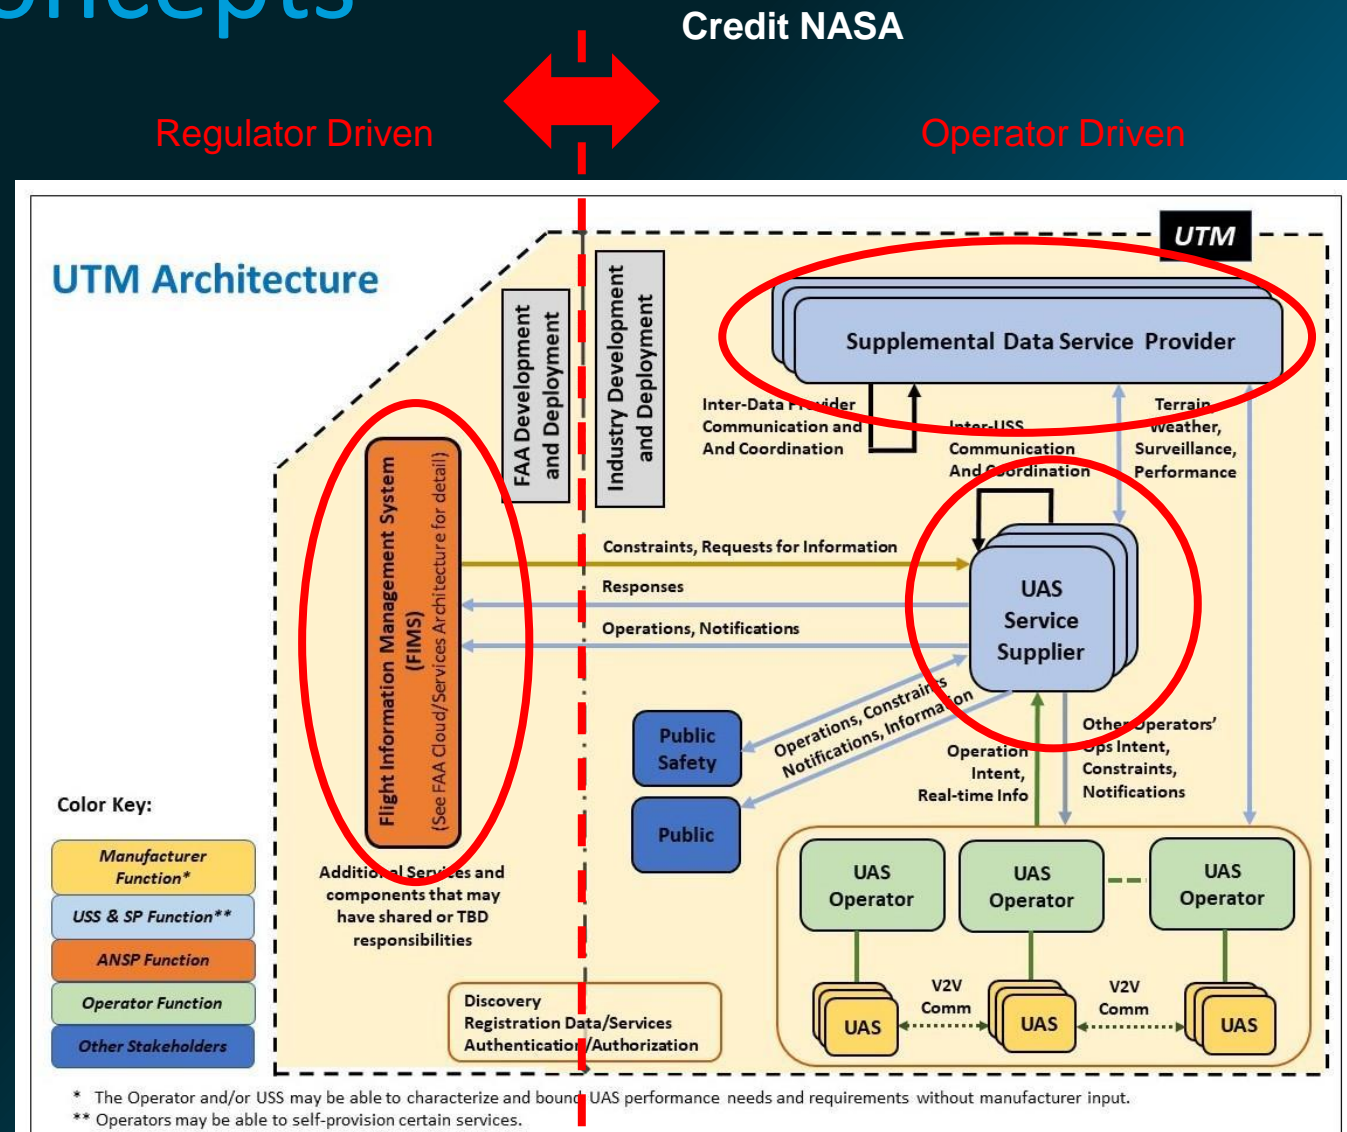 Credit NASA
Regulator Driven
Operator Driven
UTM
UTM Architecture
FAA Development
and Deployment
Industry Development
and Deployment
Supplemental Data Service Provider
Inter-Data Provider
Communication and
And Coordination
Inter-USS
Communication
And Coordination
Terrain,
Weather,
Surveillance,
Performance
Flight Information Management System
(FIMS)
(See FAA Cloud/Services Architecture for detail)
Constraints, Requests for Information
Responses
Operations, Notifications
UAS
Service
Supplier
Operations, Constraints
Notifications, Information
Public
Safety
Public
Operation
Intent,
Real-time Info
Other Operators'
Ops Intent,
Constraints,
Notifications
Color Key:
Manufacturer
Function*
USS & SP Function**
ANSP Function
Operator Function
Other Stakeholders
Additional Services and
components that may
have shared or TBD
responsibilities
Discovery
Registration Data/Services
Authentication/Authorization
UAS
Operator
UAS
Operator
UAS
Operator
V2V
Comm
V2V
Comm
UAS
UAS
UAS
* The Operator and/or USS may be able to characterize and bound UAS performance needs and requirements without manufacturer input.
** Operators may be able to self-provision certain services.